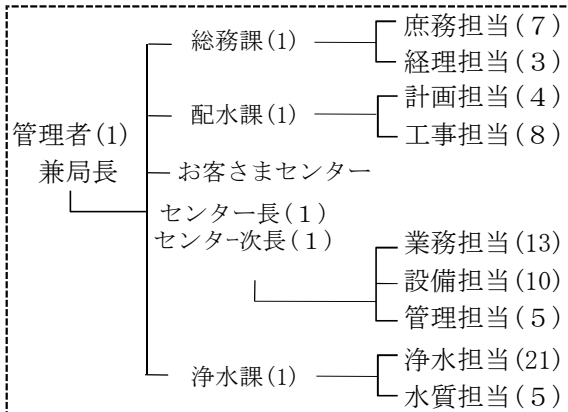 管理者(1)
兼局長
総務課(1)
庶務担当(７)
経理担当(３)
配水課(1)
計画担当(４)
工事担当(８)
お客さまセンター
センター長(１)
センター次長(１)
業務担当(13)
設備担当(10)
管理担当(５)
浄水課(1)
浄水担当(21)
水質担当(５)